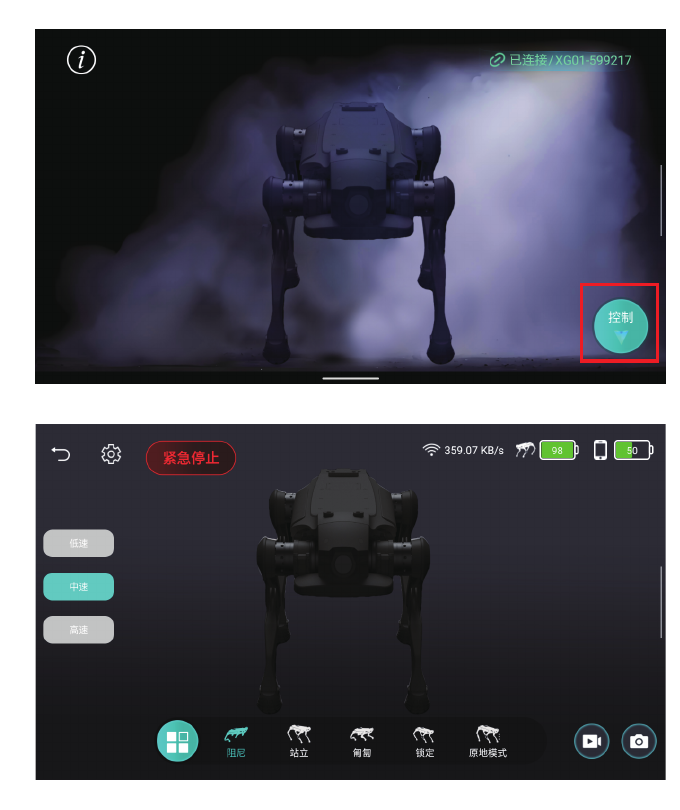 已连接/XG01-599217
控制
紧急停止
359.07 KB/s
98
50
低速
中速
高速
阻尼
站立
匍匐
锁定
原地模式